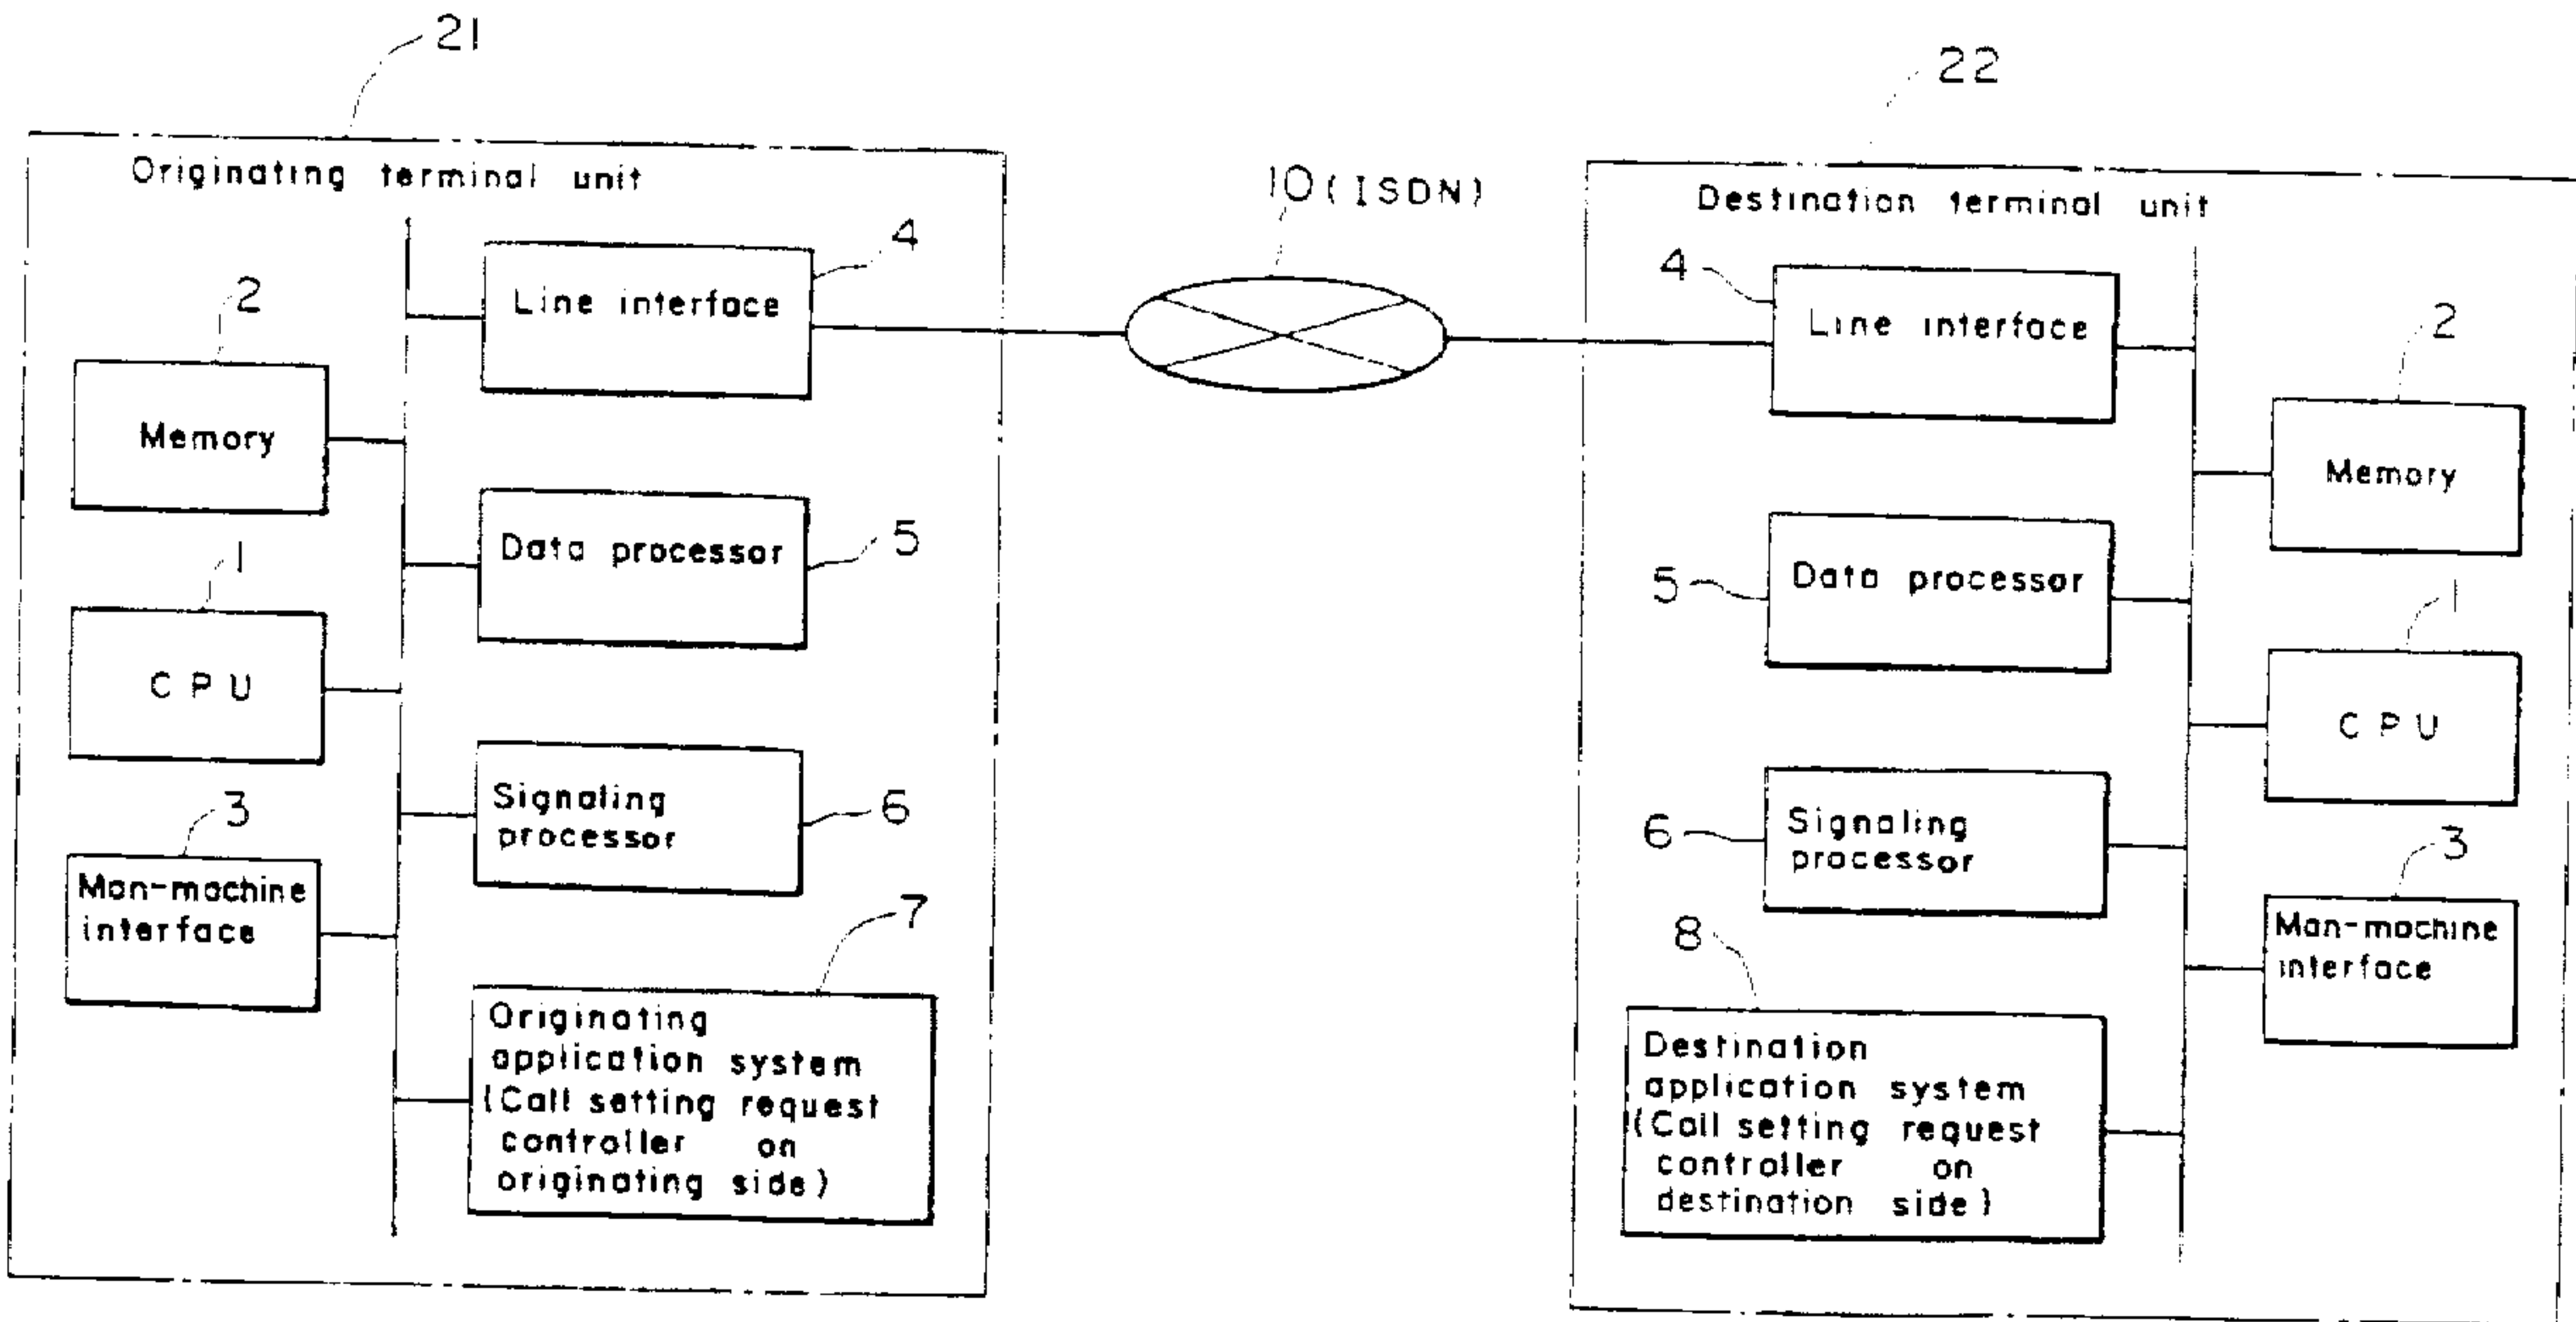 21
Originating terminal unit
4
Line interface
2
Memory
5
Data processor
1
CPU
6
Signaling
processor
3
Man-machine
interface
7
Originating
application system
(Call setting request
controller on
originating side)
10 (ISDN)
22
Destination terminal unit
4
Line interface
2
Memory
5
Data processor
1
CPU
6
Signaling
processor
3
Man-machine
interface
8
Destination
application system
(Call setting request
controller on
destination side)